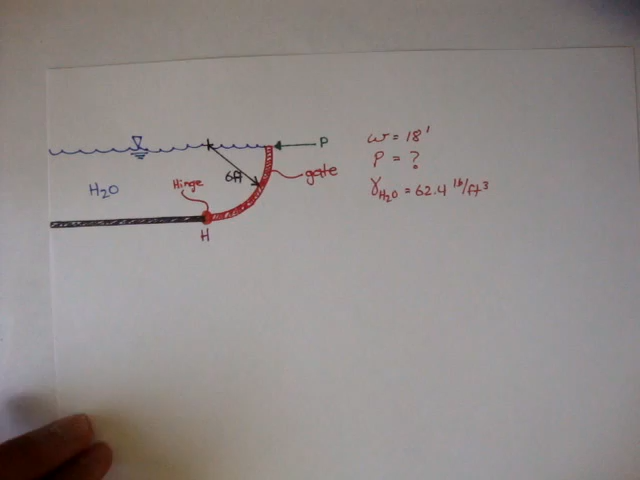 P
6ft
gate
H₂O
Hinge
H
w = 18'
P = ?
γH₂O = 62.4 lb/ft³